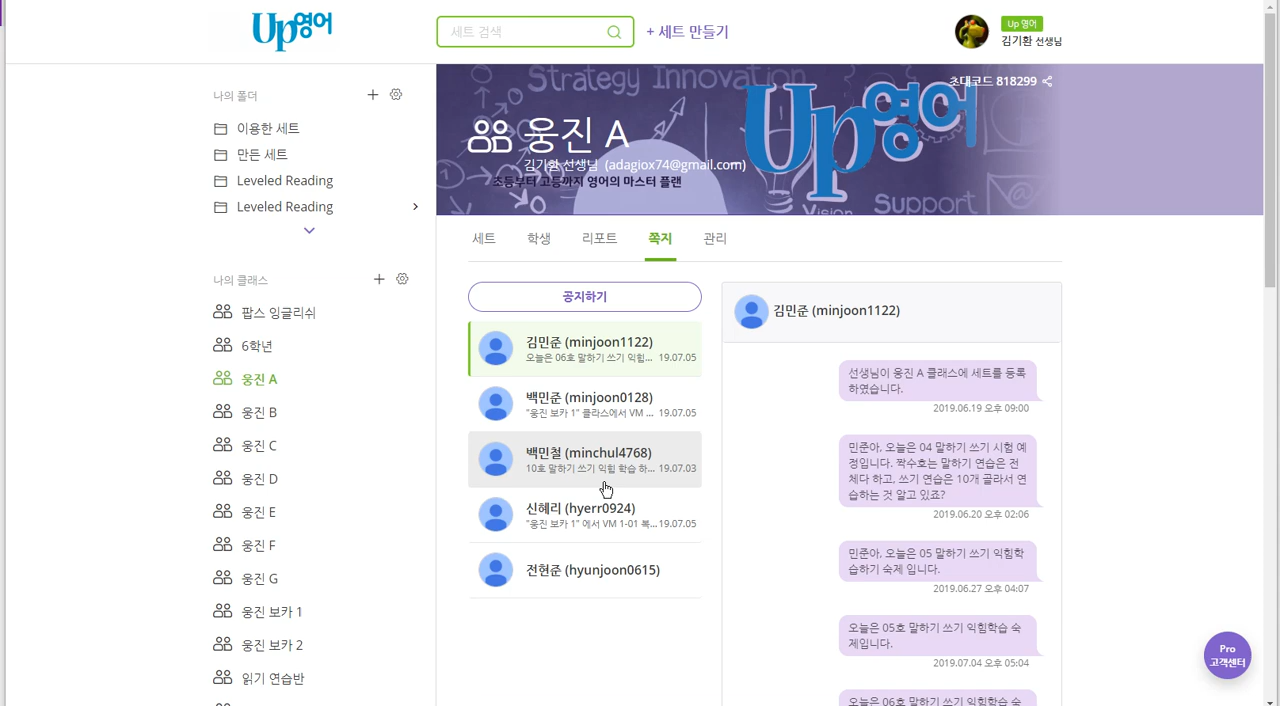 Up영어
세트 검색
+ 세트 만들기
Up 영어
김기환 선생님
나의 폴더
이용한 세트
만든 세트
Leveled Reading
Leveled Reading
나의 클래스
팝스 잉글리쉬
6학년
웅진 A
웅진 B
웅진 C
웅진 D
웅진 E
웅진 F
웅진 G
웅진 보카 1
웅진 보카 2
읽기 연습반
Strategy Innovation
초대코드 818299
Up영어
웅진 A
김기환 선생님 (adagiox74@gmail.com)
초등부터 고등까지 영어의 마스터 플랜
Vision
Support
세트 학생 리포트 쪽지 관리
공지하기
김민준 (minjoon1122)
오늘은 06호 말하기 쓰기 익힘... 19.07.05
백민준 (minjoon0128)
"웅진 보카 1" 클라스에서 VM ... 19.07.05
백민철 (minchul4768)
10호 말하기 쓰기 익힘 학습 하... 19.07.03
신혜리 (hyerr0924)
"웅진 보카 1" 에서 VM 1-01 복... 19.07.05
전현준 (hyunjoon0615)
김민준 (minjoon1122)
선생님이 웅진 A 클래스에 세트를 등록
하였습니다.
2019.06.19 오후 09:00
민준아, 오늘은 04 말하기 쓰기 시험 예
정입니다. 짝수호는 말하기 연습은 전
체다 하고, 쓰기 연습은 10개 골라서 연
습하는 것 알고 있죠?
2019.06.20 오후 02:06
민준아, 오늘은 05 말하기 쓰기 익힘학
습하기 숙제 입니다.
2019.06.27 오후 04:07
오늘은 05호 말하기 쓰기 익힘학습 숙
제입니다.
2019.07.04 오후 05:04
오늘은 06호 말하기 쓰기 익힘학습 숙
Pro
고객센터